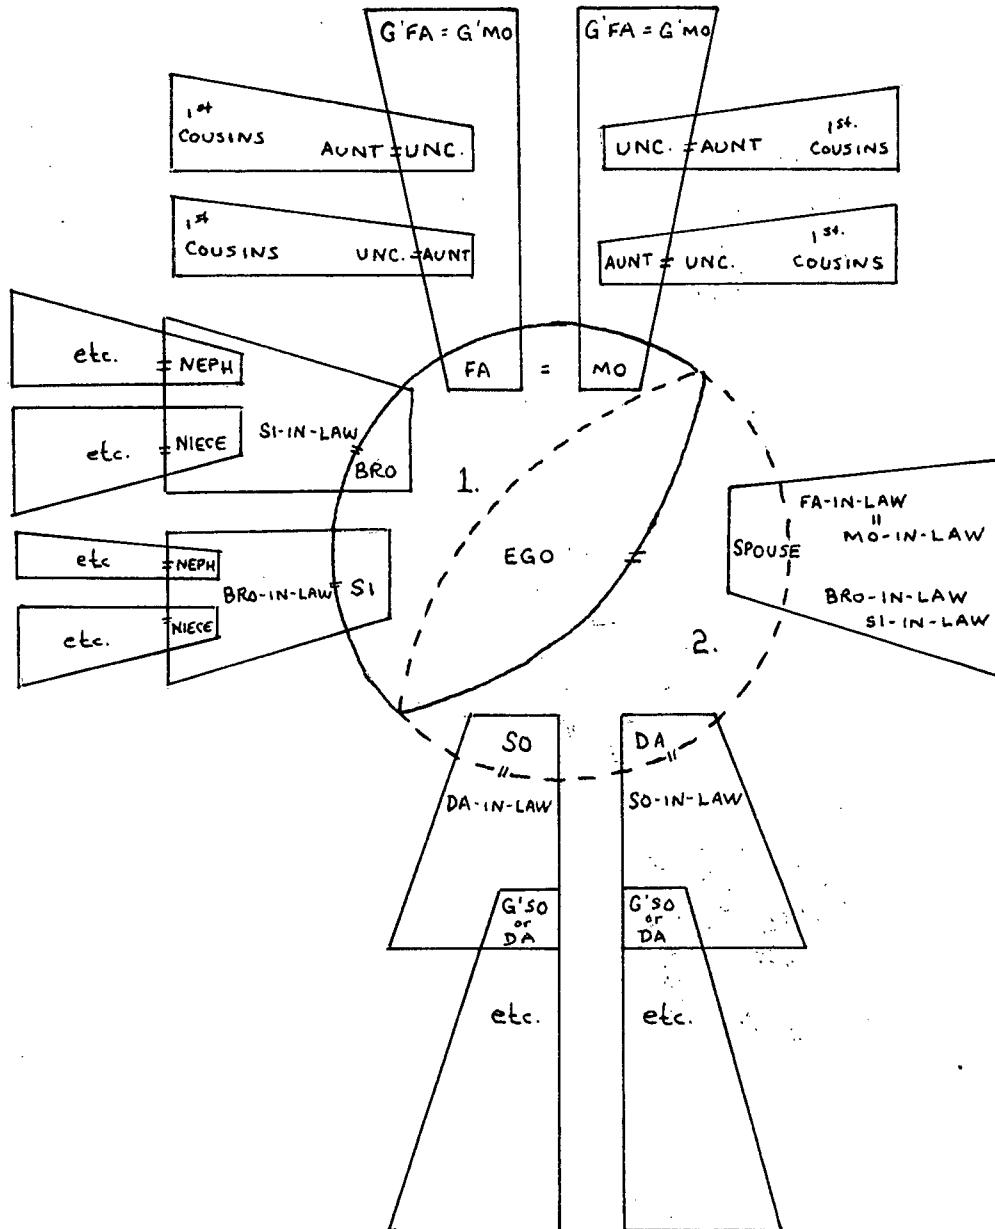 G'FA = G'MO
G'FA = G'MO
1st
COUSINS
AUNT = UNC.
UNC. = AUNT
1st.
COUSINS
1st
COUSINS
UNC. = AUNT
AUNT = UNC.
1st.
COUSINS
FA = MO
etc. = NEPH
etc. = NIECE
SI-IN-LAW
=
BRO
1.
EGO =
SPOUSE
FA-IN-LAW
=
MO-IN-LAW
BRO-IN-LAW
SI-IN-LAW
etc = NEPH
etc. = NIECE
BRO-IN-LAW = SI
2.
SO
=
DA-IN-LAW
DA
=
SO-IN-LAW
G'SO
or
DA
G'SO
or
DA
etc.
etc.